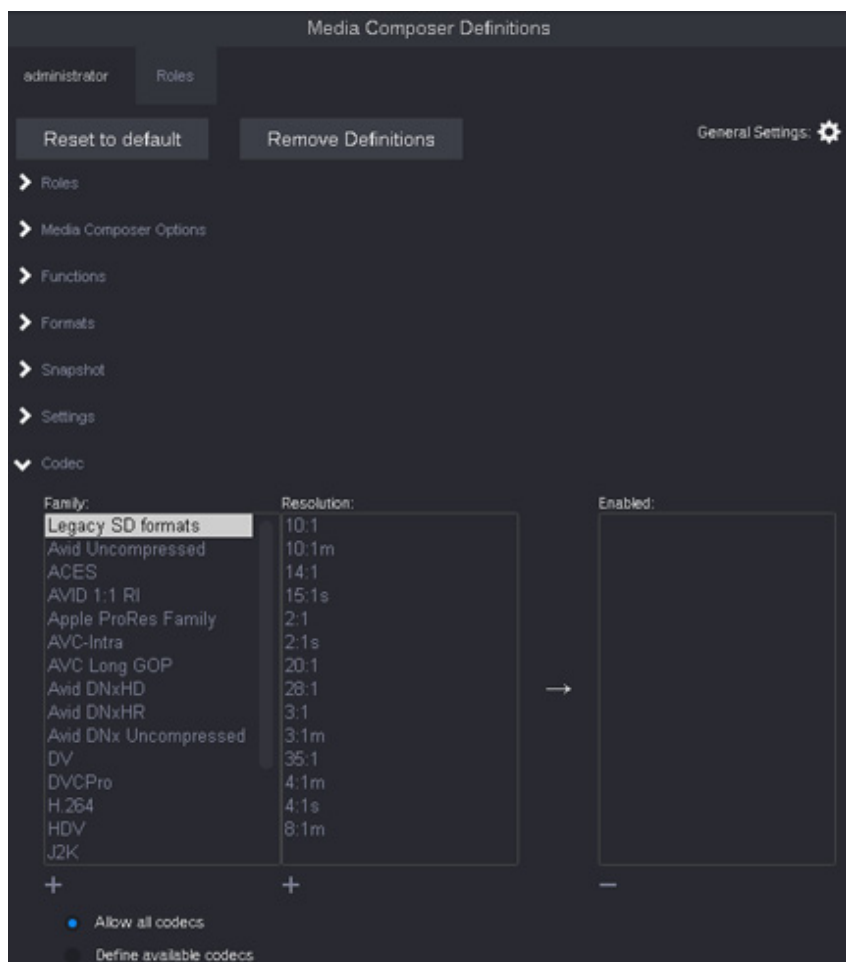 Media Composer Definitions
administrator Roles
Reset to default Remove Definitions General Settings:
Roles
Media Composer Options
Functions
Formats
Snapshot
Settings
Codec
Family: Resolution: Enabled:
Legacy SD formats 10:1
Avid Uncompressed 10:1m
ACES 14:1
AVID 1:1 RI 15:1s
Apple ProRes Family 2:1
AVC-Intra 2:1s
AVC Long GOP 20:1
Avid DNxHD 28:1
Avid DNxHR 3:1
Avid DNx Uncompressed 3:1m
DV 35:1
DVCPro 4:1m
H.264 4:1s
HDV 8:1m
J2K
Allow all codecs
Define available codecs